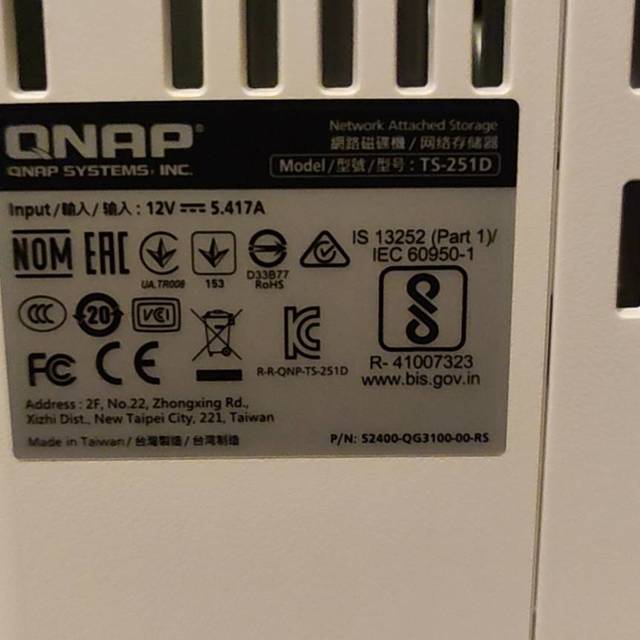 QNAP®
QNAP SYSTEMS, INC.
Network Attached Storage
網路磁碟機 / 网络存储器
Model / 型號 / 型号 : TS-251D
Input / 輸入 / 输入 : 12V ⎓ 5.417A
NOM EAC
UA.TR008
153
D33B77
RoHS
IS 13252 (Part 1)/
IEC 60950-1
CCC
20
VCI
R-R-QNP-TS-251D
R- 41007323
www.bis.gov.in
FC CE
Address : 2F, No.22, Zhongxing Rd.,
Xizhi Dist., New Taipei City, 221, Taiwan
Made in Taiwan / 台灣製造 / 台湾制造
P/N: 52400-QG3100-00-RS